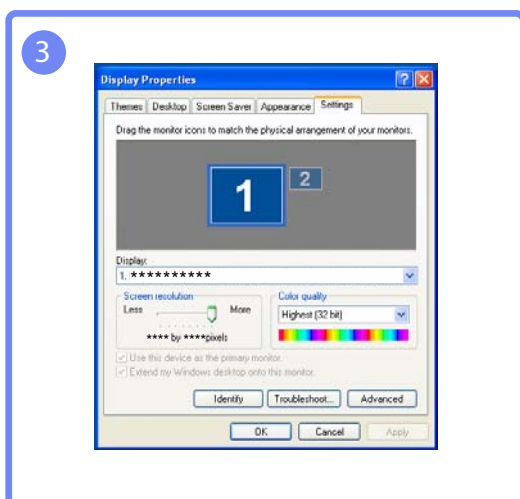 3
Display Properties
Themes Desktop Screen Saver Appearance Settings
Drag the monitor icons to match the physical arrangement of your monitors.
1 2
Display:
1. **********
Screen resolution Color quality
Less More Highest (32 bit)
**** by ****pixels
Use this device as the primary monitor.
Extend my Windows desktop onto this monitor.
Identify Troubleshoot... Advanced
OK Cancel Apply